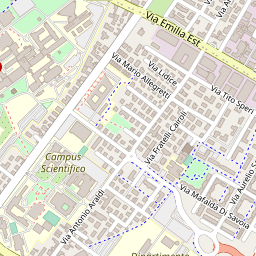 Via Emilia Est
Via Lidice
Via Mario Allegretti
Via Tito Speri
Via Fratelli Cairoli
Campus
Scientifico
Via Aurelio S
Via Mafalda Di Savoia
Via Antonio Araldi
Dipartimento